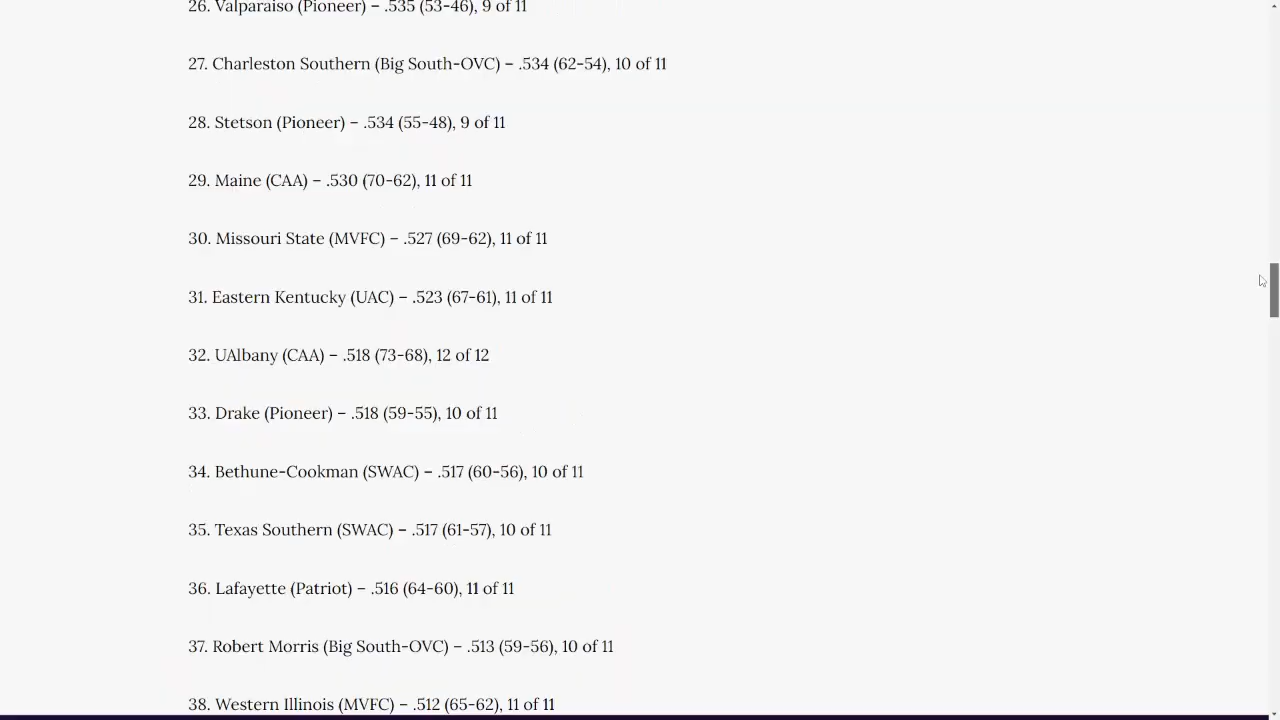 26. Valparaiso (Pioneer) – .535 (53-46), 9 of 11
27. Charleston Southern (Big South-OVC) – .534 (62-54), 10 of 11
28. Stetson (Pioneer) – .534 (55-48), 9 of 11
29. Maine (CAA) – .530 (70-62), 11 of 11
30. Missouri State (MVFC) – .527 (69-62), 11 of 11
31. Eastern Kentucky (UAC) – .523 (67-61), 11 of 11
32. UAlbany (CAA) – .518 (73-68), 12 of 12
33. Drake (Pioneer) – .518 (59-55), 10 of 11
34. Bethune-Cookman (SWAC) – .517 (60-56), 10 of 11
35. Texas Southern (SWAC) – .517 (61-57), 10 of 11
36. Lafayette (Patriot) – .516 (64-60), 11 of 11
37. Robert Morris (Big South-OVC) – .513 (59-56), 10 of 11
38. Western Illinois (MVFC) – .512 (65-62), 11 of 11